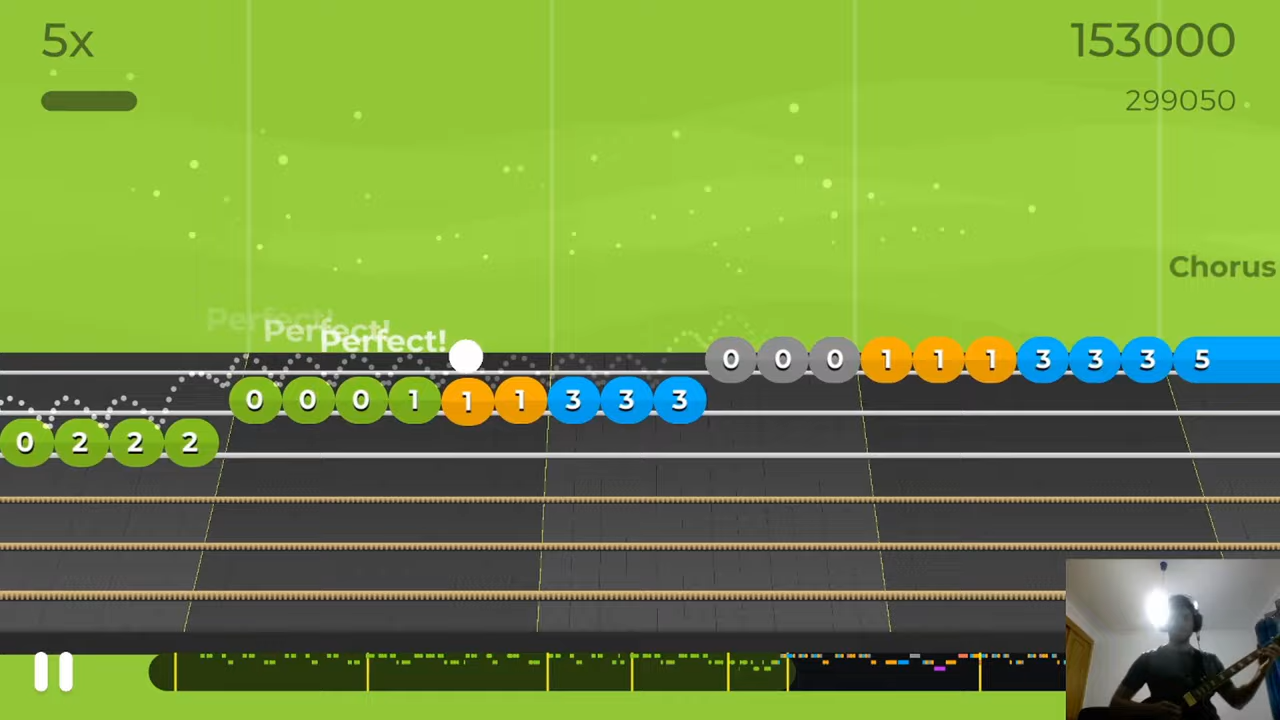 5x
153000
299050
Chorus
Perfect!
Perfect!
Perfect!
0 0 0 1 1 1 3 3 3 5
0 0 0 1 1 1 3 3 3
0 2 2 2